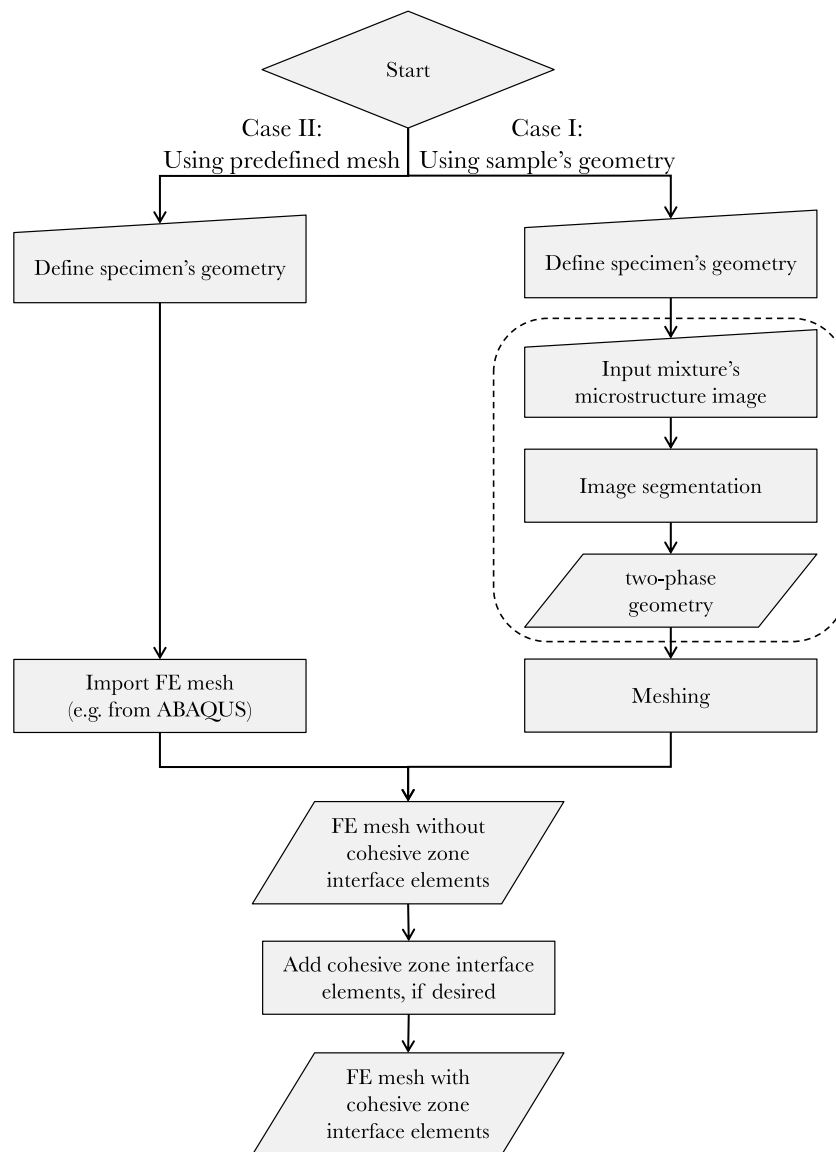 Start
Case II:
Using predefined mesh
Case I:
Using sample's geometry
Define specimen's geometry
Define specimen's geometry
Input mixture's
microstructure image
Image segmentation
two-phase
geometry
Import FE mesh
(e.g. from ABAQUS)
Meshing
FE mesh without
cohesive zone
interface elements
Add cohesive zone interface
elements, if desired
FE mesh with
cohesive zone
interface elements